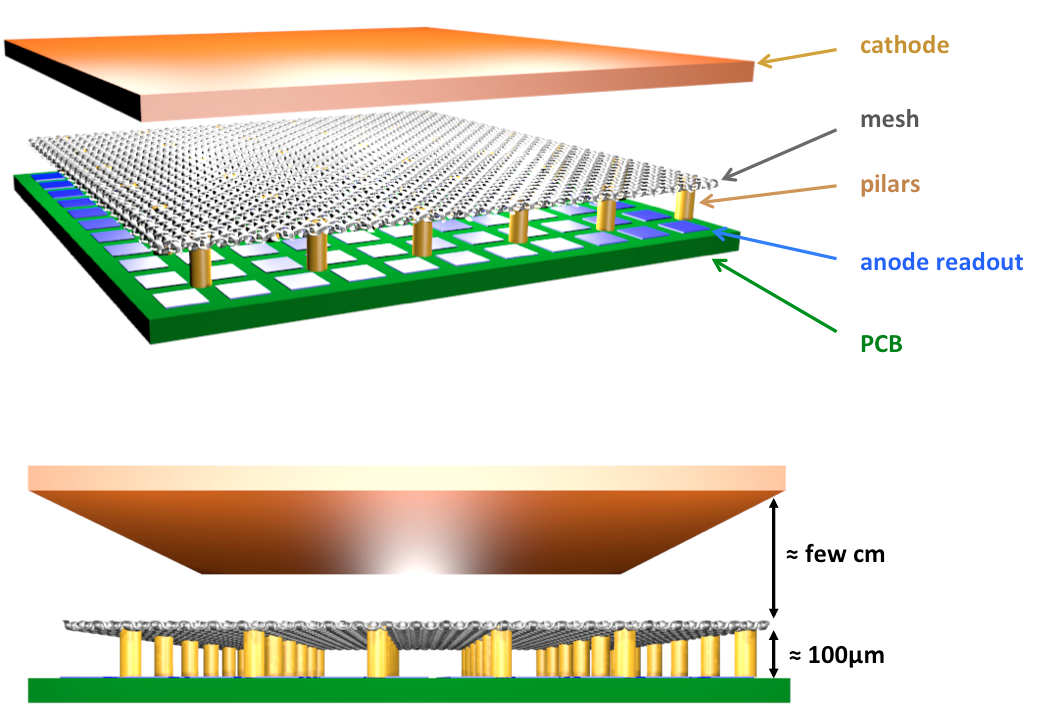 cathode
mesh
pilars
anode readout
PCB
≈ few cm
≈ 100μm